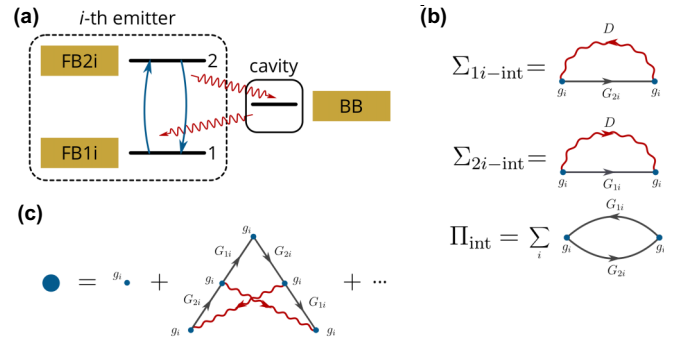 (a)
i-th emitter
FB2i
2
cavity
BB
FB1i
1
(b)
Σ₁ᵢ₋ᵢₙₜ=
D
gᵢ
G₂ᵢ
gᵢ
Σ₂ᵢ₋ᵢₙₜ=
D
gᵢ
G₁ᵢ
gᵢ
Πᵢₙₜ = Σ
i
G₁ᵢ
gᵢ
gᵢ
G₂ᵢ
(c)
= gᵢ + + ···
gᵢ
G₁ᵢ
G₂ᵢ
gᵢ
gᵢ
G₂ᵢ
G₁ᵢ
gᵢ
gᵢ